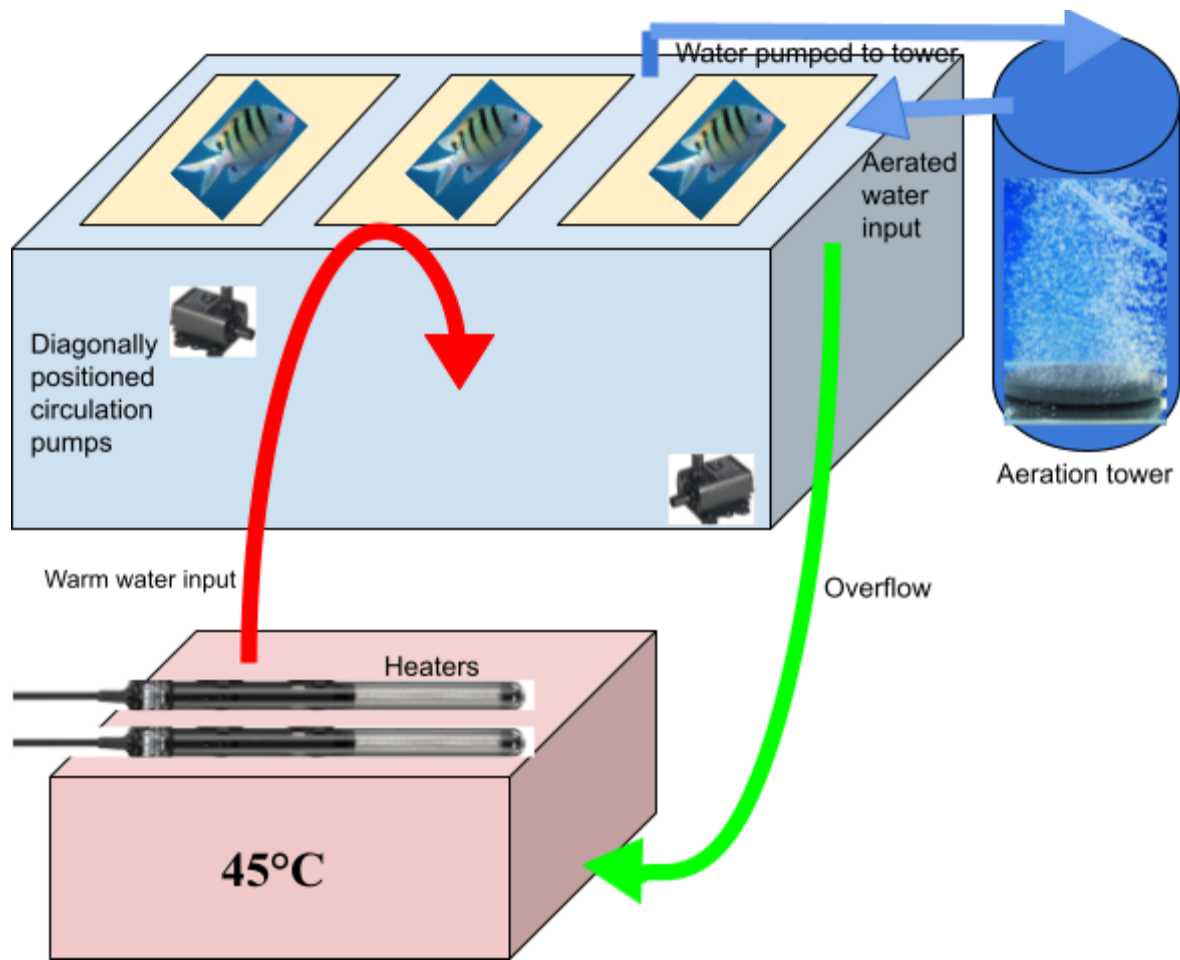 Water pumped to tower
Aerated
water
input
Diagonally
positioned
circulation
pumps
Aeration tower
Warm water input
Overflow
Heaters
45°C